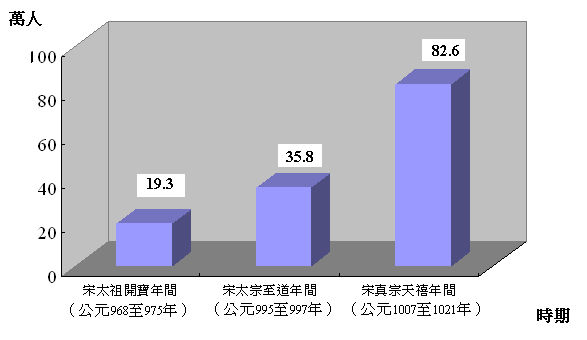 萬人
100
80
60
40
20
0
19.3
35.8
82.6
宋太祖開寶年間
（公元968至975年）
宋太宗至道年間
（公元995至997年）
宋真宗天禧年間
（公元1007至1021年）
時期